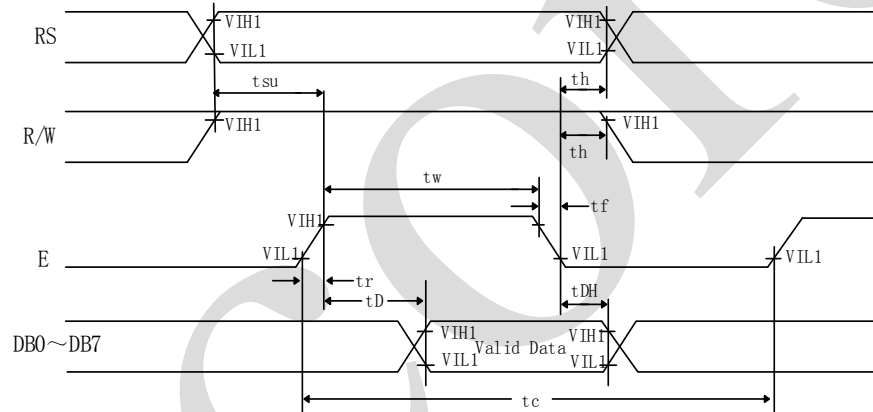 RS
VIH1
VIL1
VIH1
VIL1
tsu
th
R/W
VIH1
VIH1
th
tw
tf
E
VIH1
VIL1
VIL1
VIL1
tr
tD
tDH
DB0～DB7
VIH1
VIL1
Valid Data
VIH1
VIL1
tc